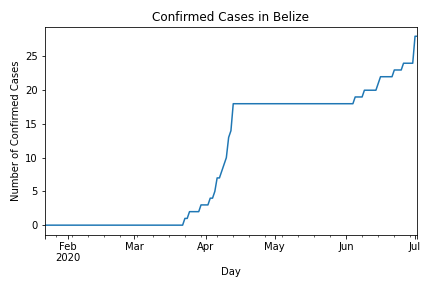 Confirmed Cases in Belize
Number of Confirmed Cases
25
20
15
10
5
0
Feb Mar Apr May Jun Jul
2020
Day